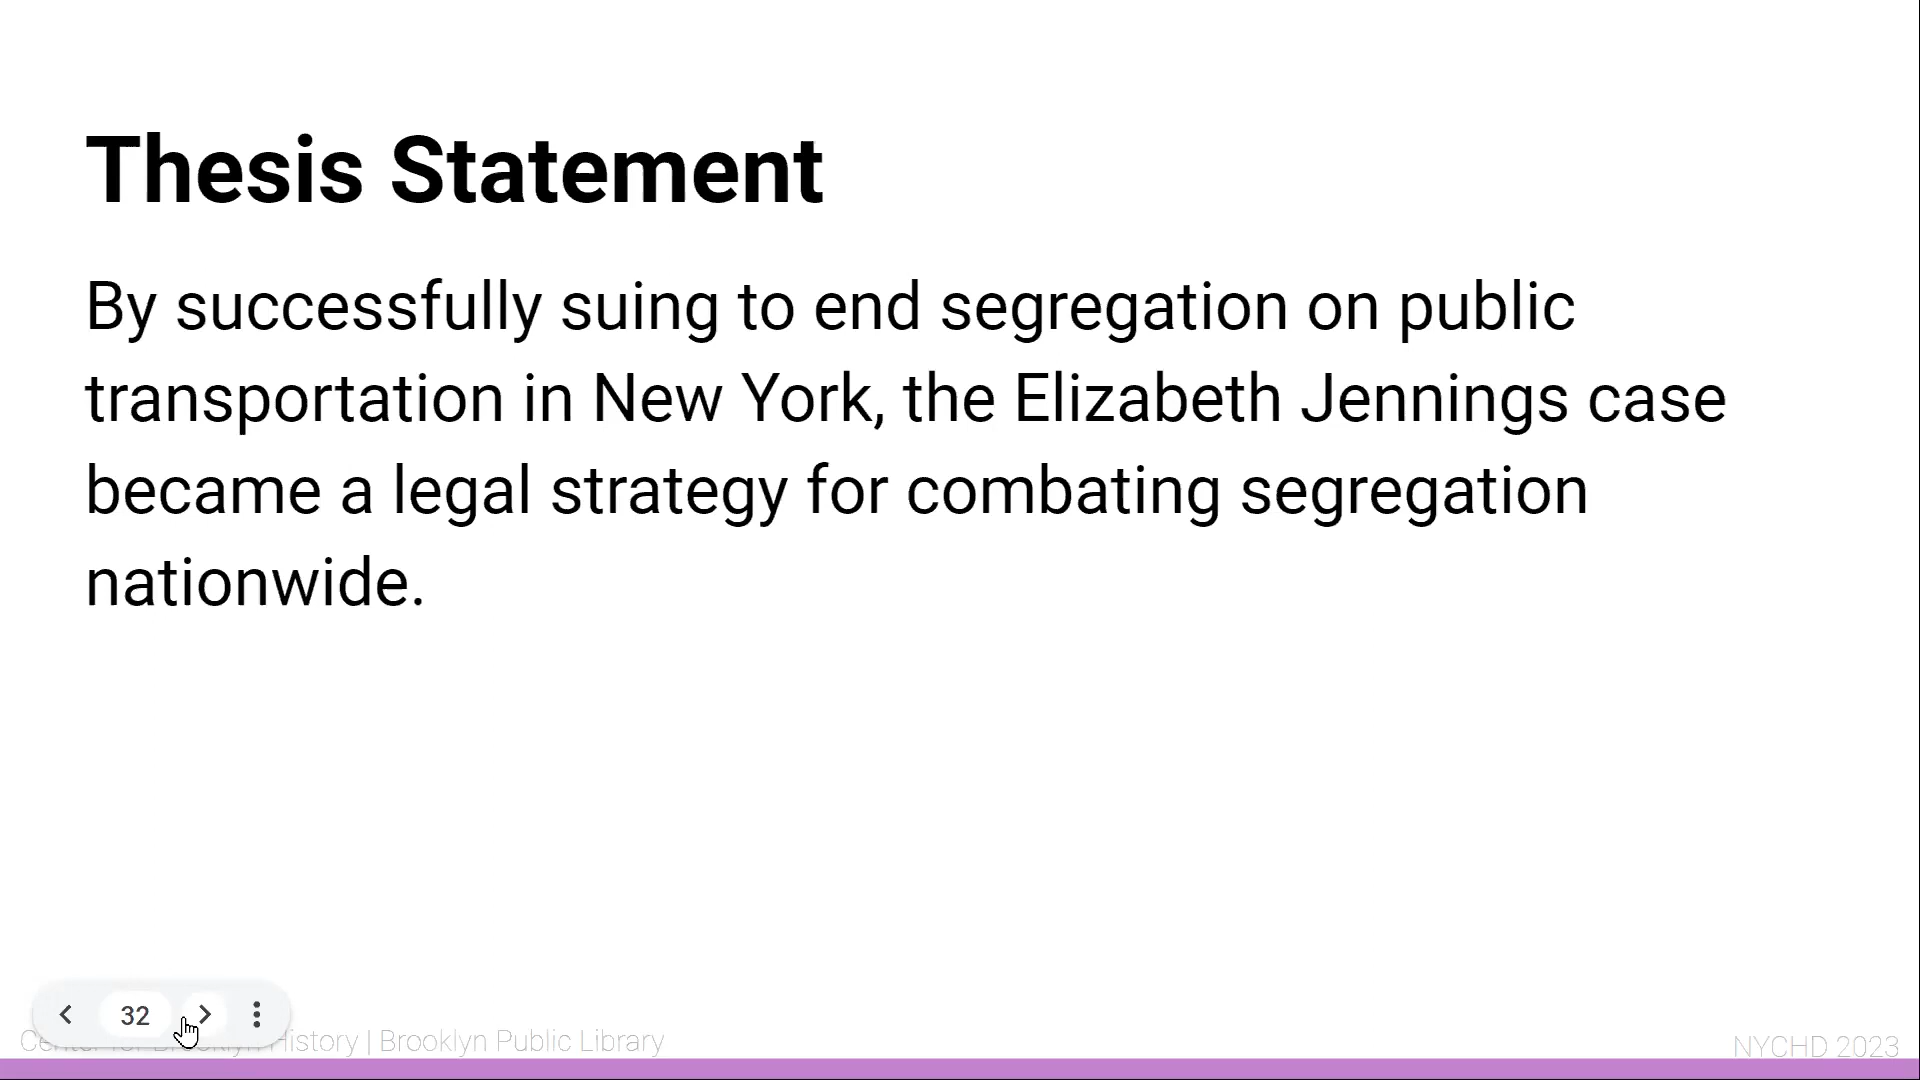 Thesis Statement
By successfully suing to end segregation on public
transportation in New York, the Elizabeth Jennings case
became a legal strategy for combating segregation
nationwide.
32
Center for Brooklyn History | Brooklyn Public Library
NYCHD 2023